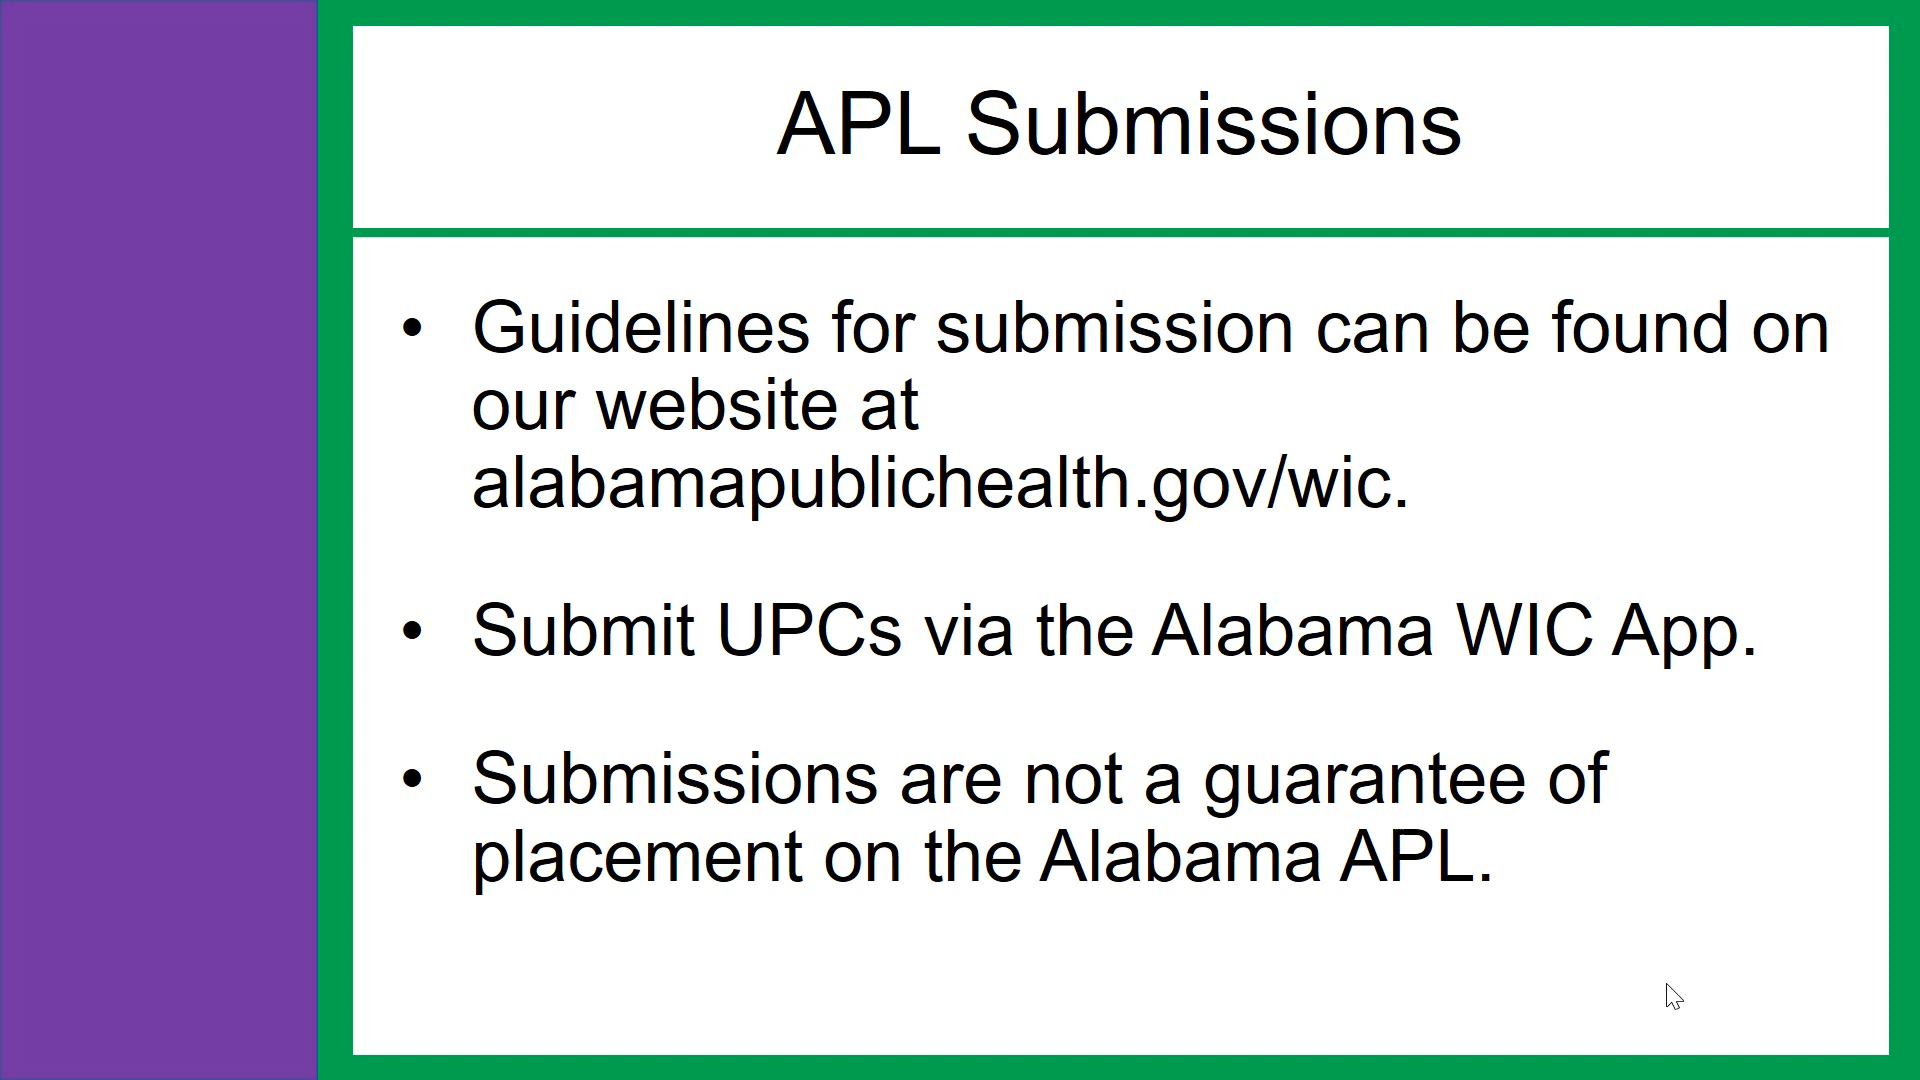 APL Submissions
• Guidelines for submission can be found on
our website at
alabamapublichealth.gov/wic.
• Submit UPCs via the Alabama WIC App.
• Submissions are not a guarantee of
placement on the Alabama APL.